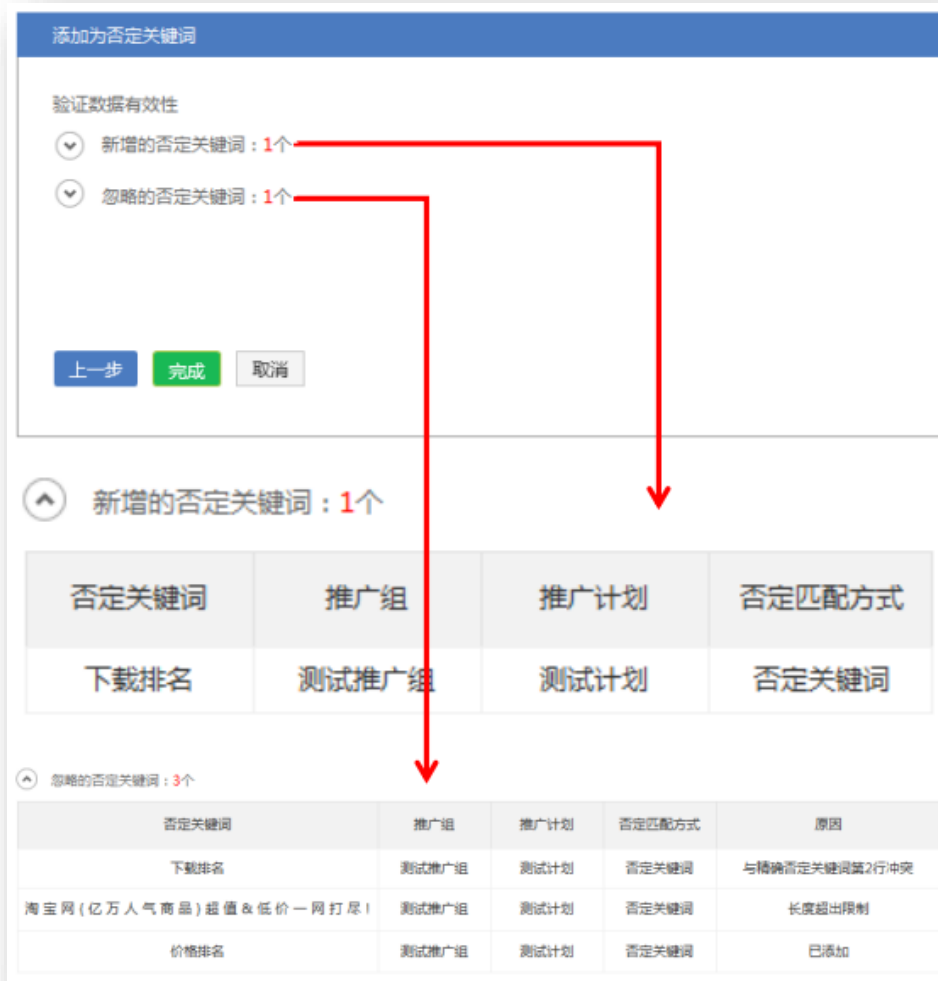 添加为否定关键词
验证数据有效性
新增的否定关键词：1个
忽略的否定关键词：1个
上一步 完成 取消
新增的否定关键词：1个
否定关键词 推广组 推广计划 否定匹配方式
下载排名 测试推广组 测试计划 否定关键词
忽略的否定关键词：3个
否定关键词 推广组 推广计划 否定匹配方式 原因
下载排名 测试推广组 测试计划 否定关键词 与精确否定关键词第2行冲突
淘宝网(亿万人气商品)超值&低价一网打尽! 测试推广组 测试计划 否定关键词 长度超出限制
价格排名 测试推广组 测试计划 否定关键词 已添加